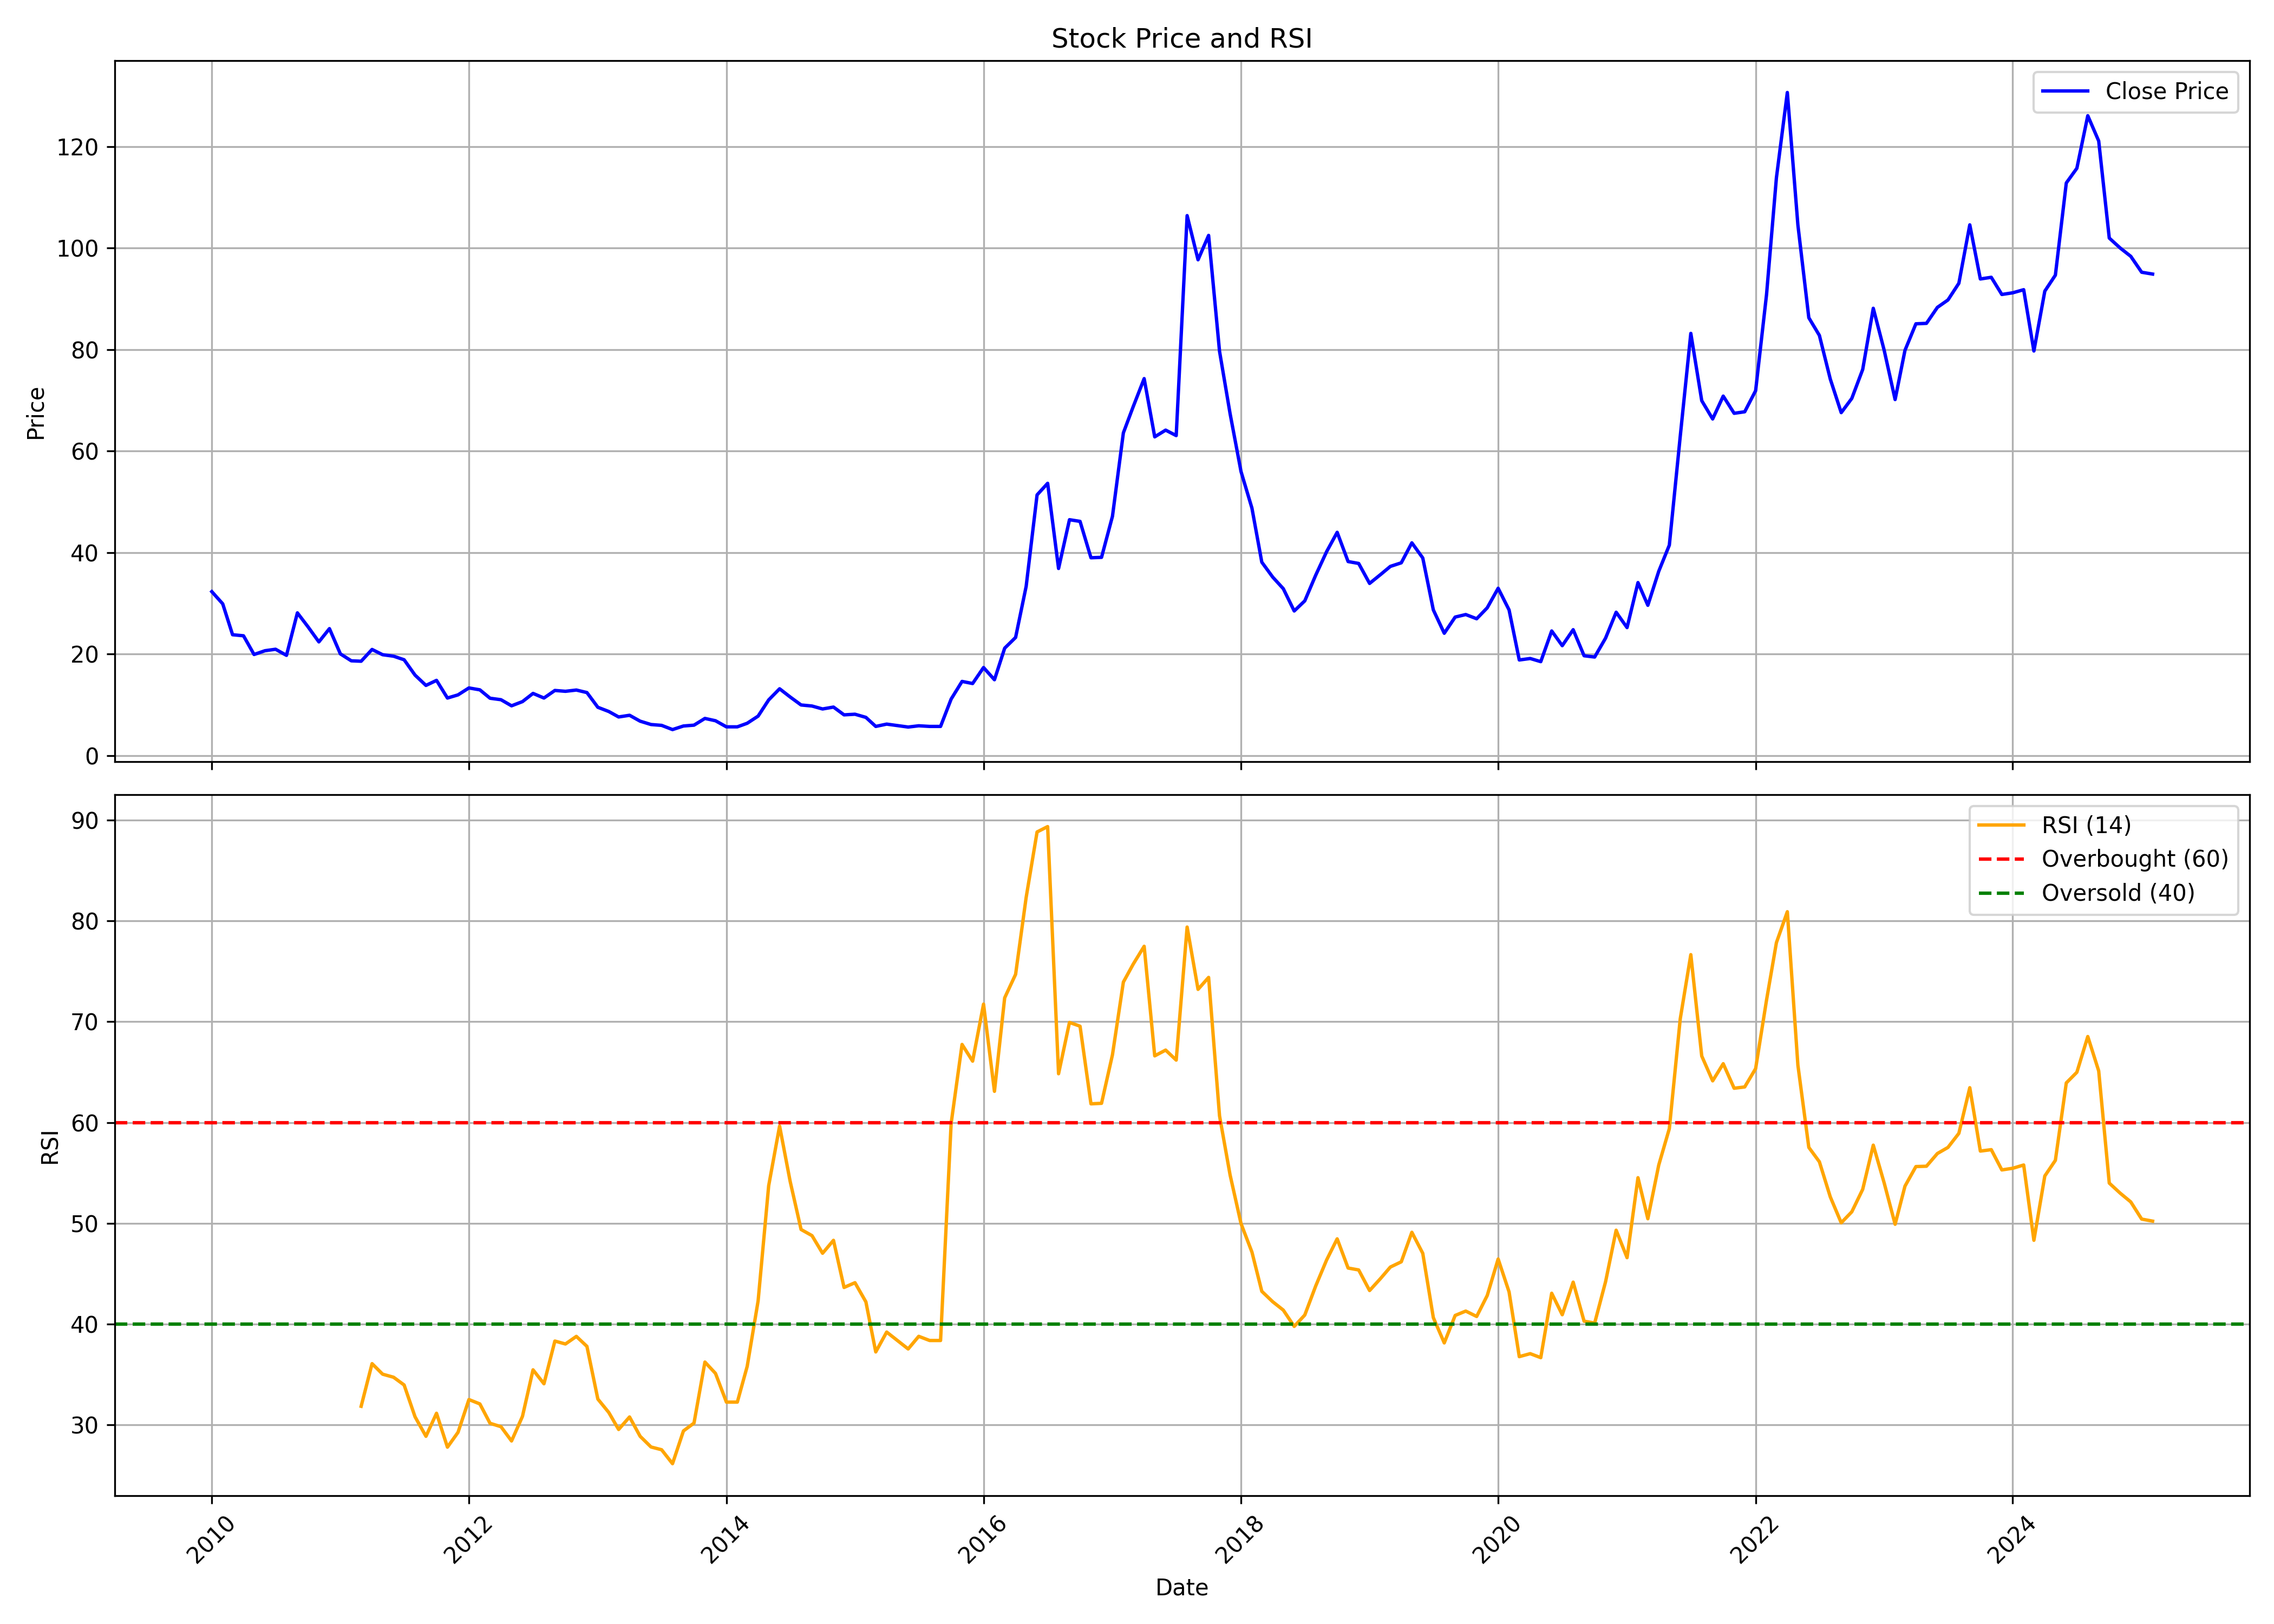 Stock Price and RSI
Close Price
120
100
80
60
40
20
0
Price
90
80
70
60
50
40
30
RSI
RSI (14)
Overbought (60)
Oversold (40)
2010 2012 2014 2016 2018 2020 2022 2024
Date